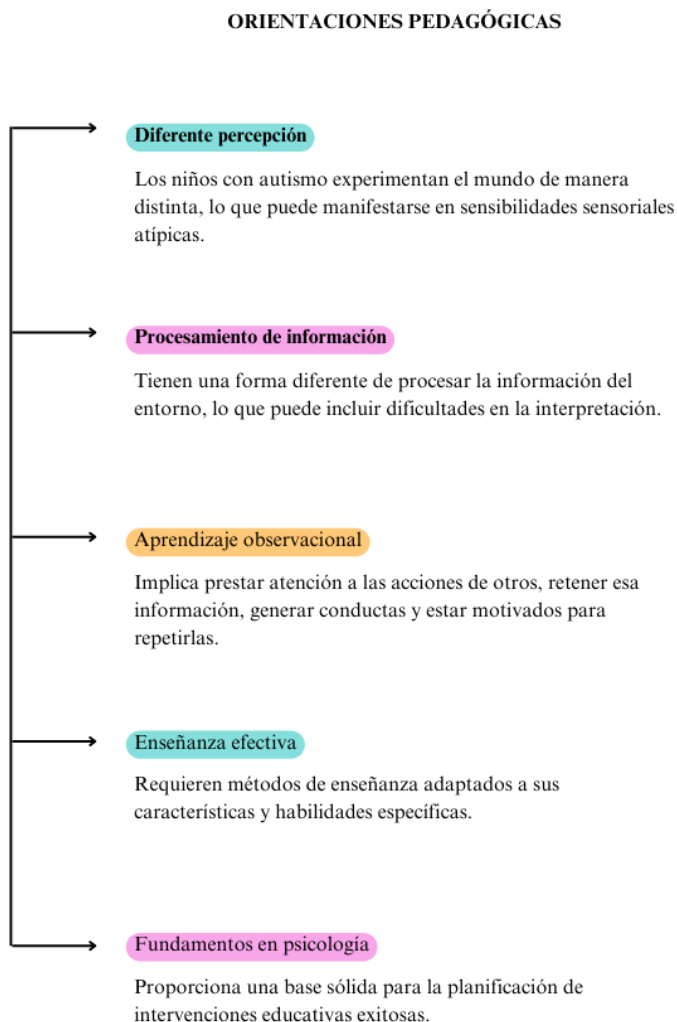 ORIENTACIONES PEDAGÓGICAS
Diferente percepción
Los niños con autismo experimentan el mundo de manera
distinta, lo que puede manifestarse en sensibilidades sensoriales
atípicas.
Procesamiento de información
Tienen una forma diferente de procesar la información del
entorno, lo que puede incluir dificultades en la interpretación.
Aprendizaje observacional
Implica prestar atención a las acciones de otros, retener esa
información, generar conductas y estar motivados para
repetirlas.
Enseñanza efectiva
Requieren métodos de enseñanza adaptados a sus
características y habilidades específicas.
Fundamentos en psicología
Proporciona una base sólida para la planificación de
intervenciones educativas exitosas.